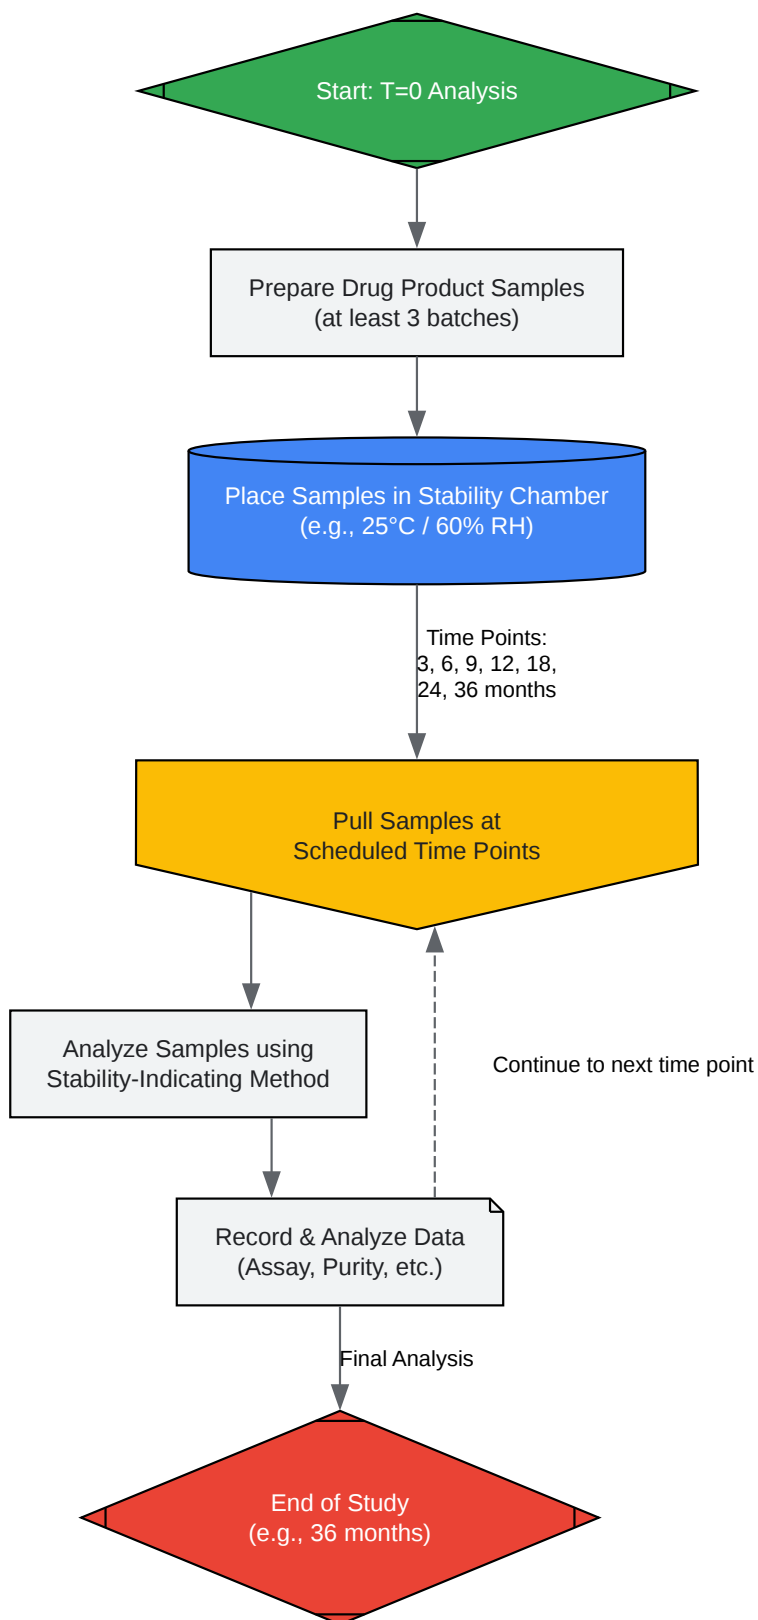 Start: T=0 Analysis
Prepare Drug Product Samples
(at least 3 batches)
Place Samples in Stability Chamber
(e.g., 25°C / 60% RH)
Time Points:
3, 6, 9, 12, 18,
24, 36 months
Pull Samples at
Scheduled Time Points
Analyze Samples using
Stability-Indicating Method
Continue to next time point
Record & Analyze Data
(Assay, Purity, etc.)
Final Analysis
End of Study
(e.g., 36 months)